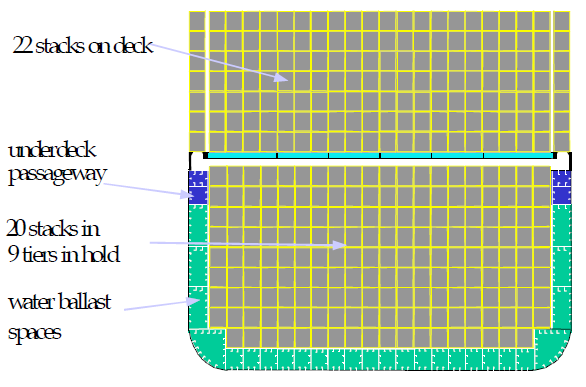 22 stacks on deck
underdeck
passageway
20 stacks in
9 tiers in hold
water ballast
spaces